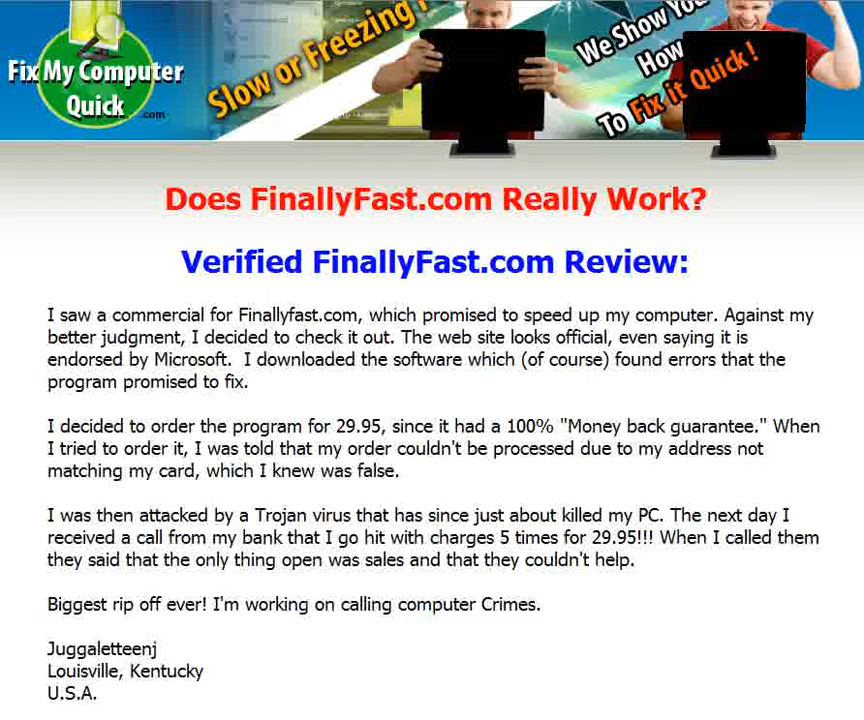 Fix My Computer
Quick
.com
Slow or Freezing?
We Show You
How
To Fix it Quick!
Does FinallyFast.com Really Work?
Verified FinallyFast.com Review:
I saw a commercial for Finallyfast.com, which promised to speed up my computer. Against my
better judgment, I decided to check it out. The web site looks official, even saying it is
endorsed by Microsoft. I downloaded the software which (of course) found errors that the
program promised to fix.
I decided to order the program for 29.95, since it had a 100% "Money back guarantee." When
I tried to order it, I was told that my order couldn't be processed due to my address not
matching my card, which I knew was false.
I was then attacked by a Trojan virus that has since just about killed my PC. The next day I
received a call from my bank that I go hit with charges 5 times for 29.95!!! When I called them
they said that the only thing open was sales and that they couldn't help.
Biggest rip off ever! I'm working on calling computer Crimes.
Juggaletteenj
Louisville, Kentucky
U.S.A.